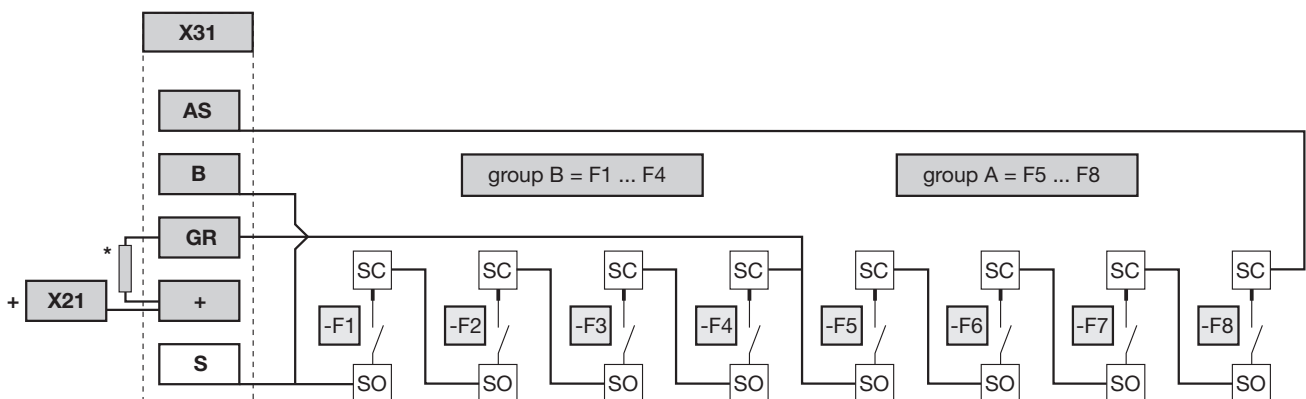 X31
AS
B
group B = F1 ... F4
group A = F5 ... F8
GR
*
SC SC SC SC SC SC SC SC
+ X21 +
-F1 -F2 -F3 -F4 -F5 -F6 -F7 -F8
S
SO SO SO SO SO SO SO SO